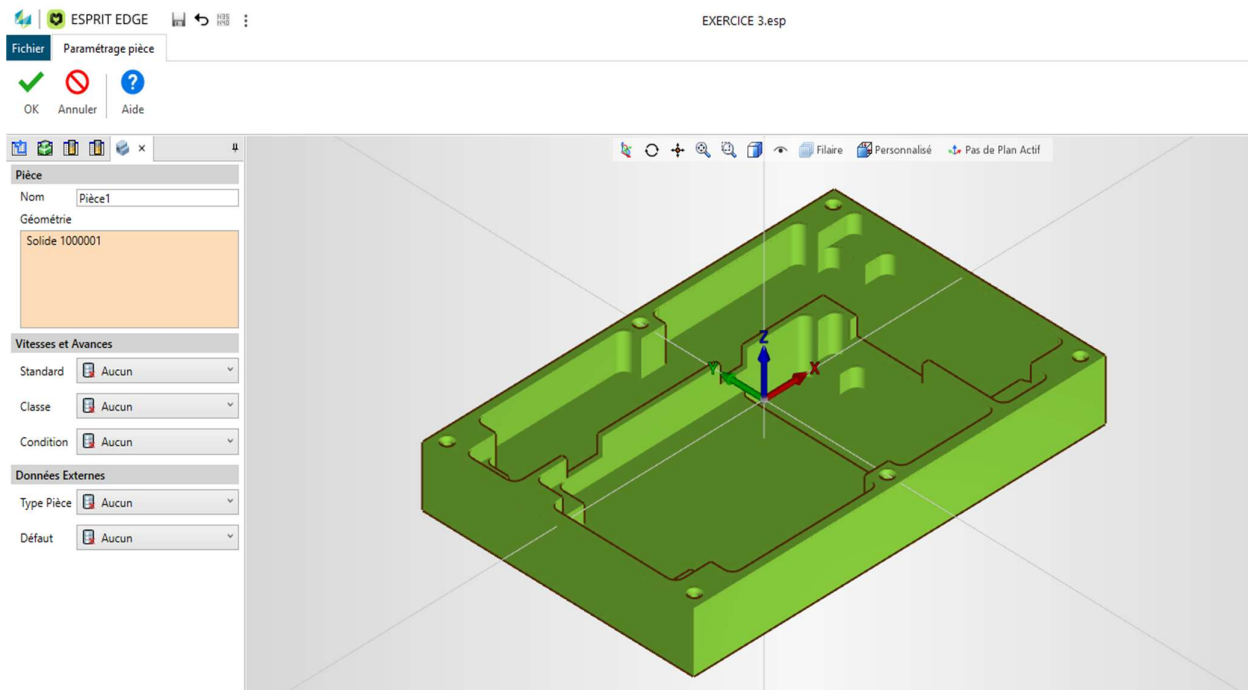 ESPRIT EDGE
N35
N40
EXERCICE 3.esp
Fichier
Paramétrage pièce
OK
Annuler
Aide
Filaire
Personnalisé
Pas de Plan Actif
Pièce
Nom
Pièce1
Géométrie
Solide 1000001
Vitesses et Avances
Standard
Aucun
Classe
Aucun
Condition
Aucun
Données Externes
Type Pièce
Aucun
Défaut
Aucun
Z
Y
X